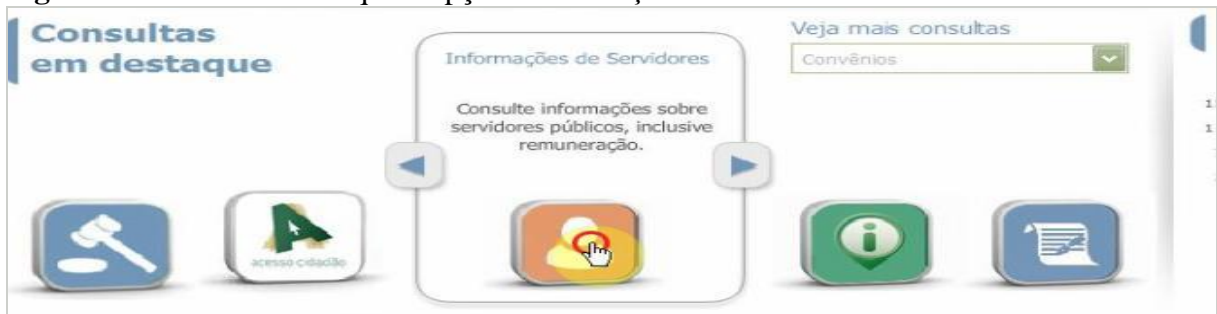 Consultas
em destaque
Informações de Servidores
Consulte informações sobre
servidores públicos, inclusive
remuneração.
Veja mais consultas
Convênios
acesso cidadão